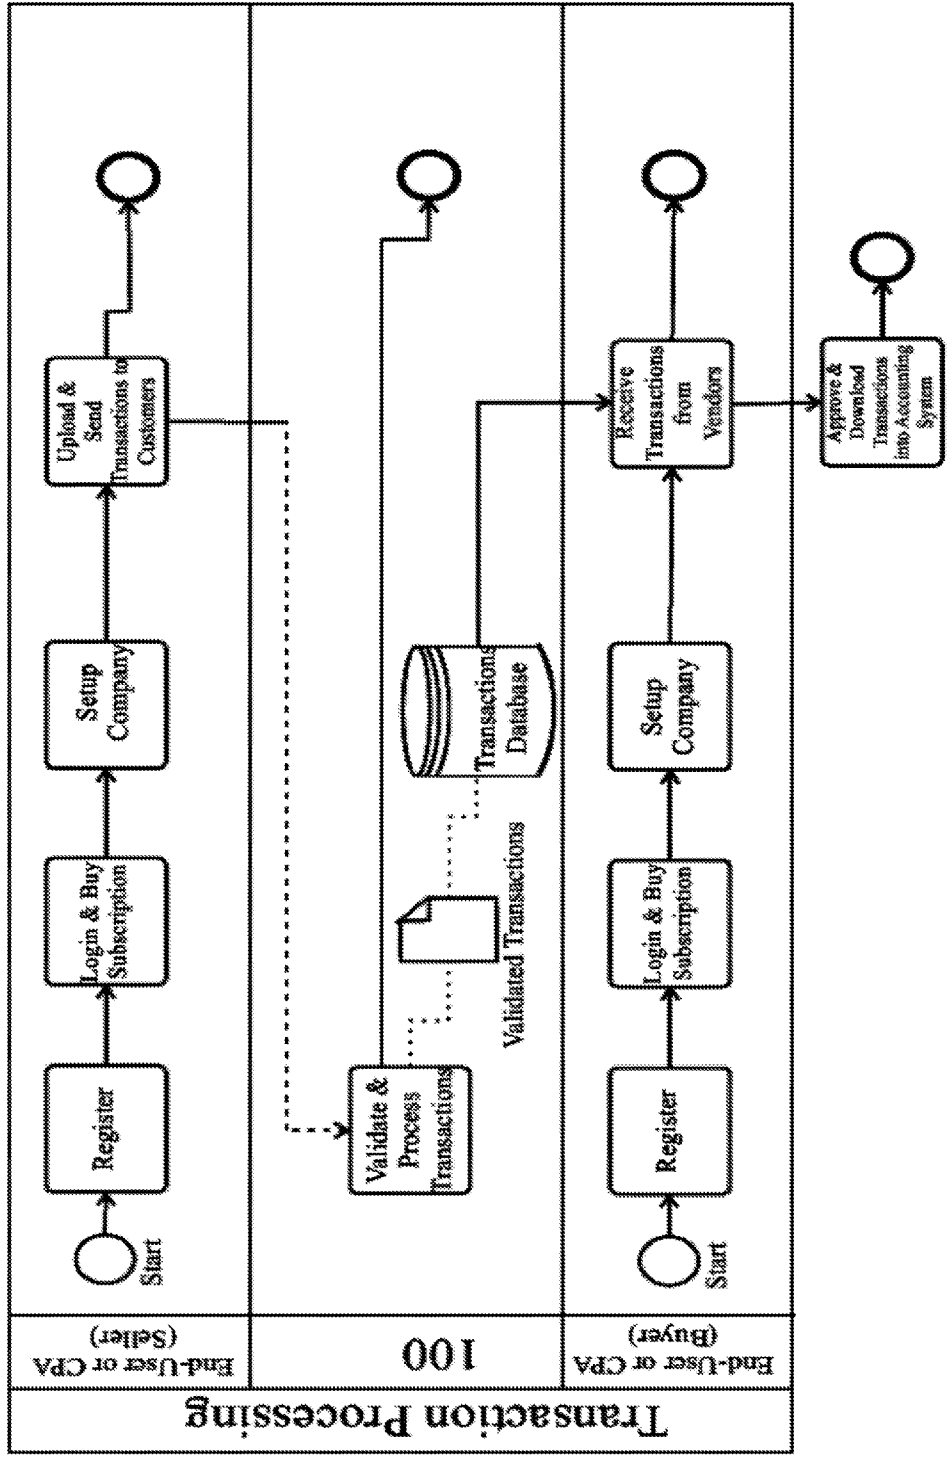 Transaction Processing
End-User or CPA
(Seller)
Start
Register
Login & Buy
Subscription
Setup
Company
Upload &
Send
Transactions to
Customers
100
Validate &
Process
Transactions
Validated Transactions
Transactions
Database
End-User or CPA
(Buyer)
Start
Register
Login & Buy
Subscription
Setup
Company
Receive
Transactions
from
Vendors
Approve &
Download
Transactions
into Accounting
System